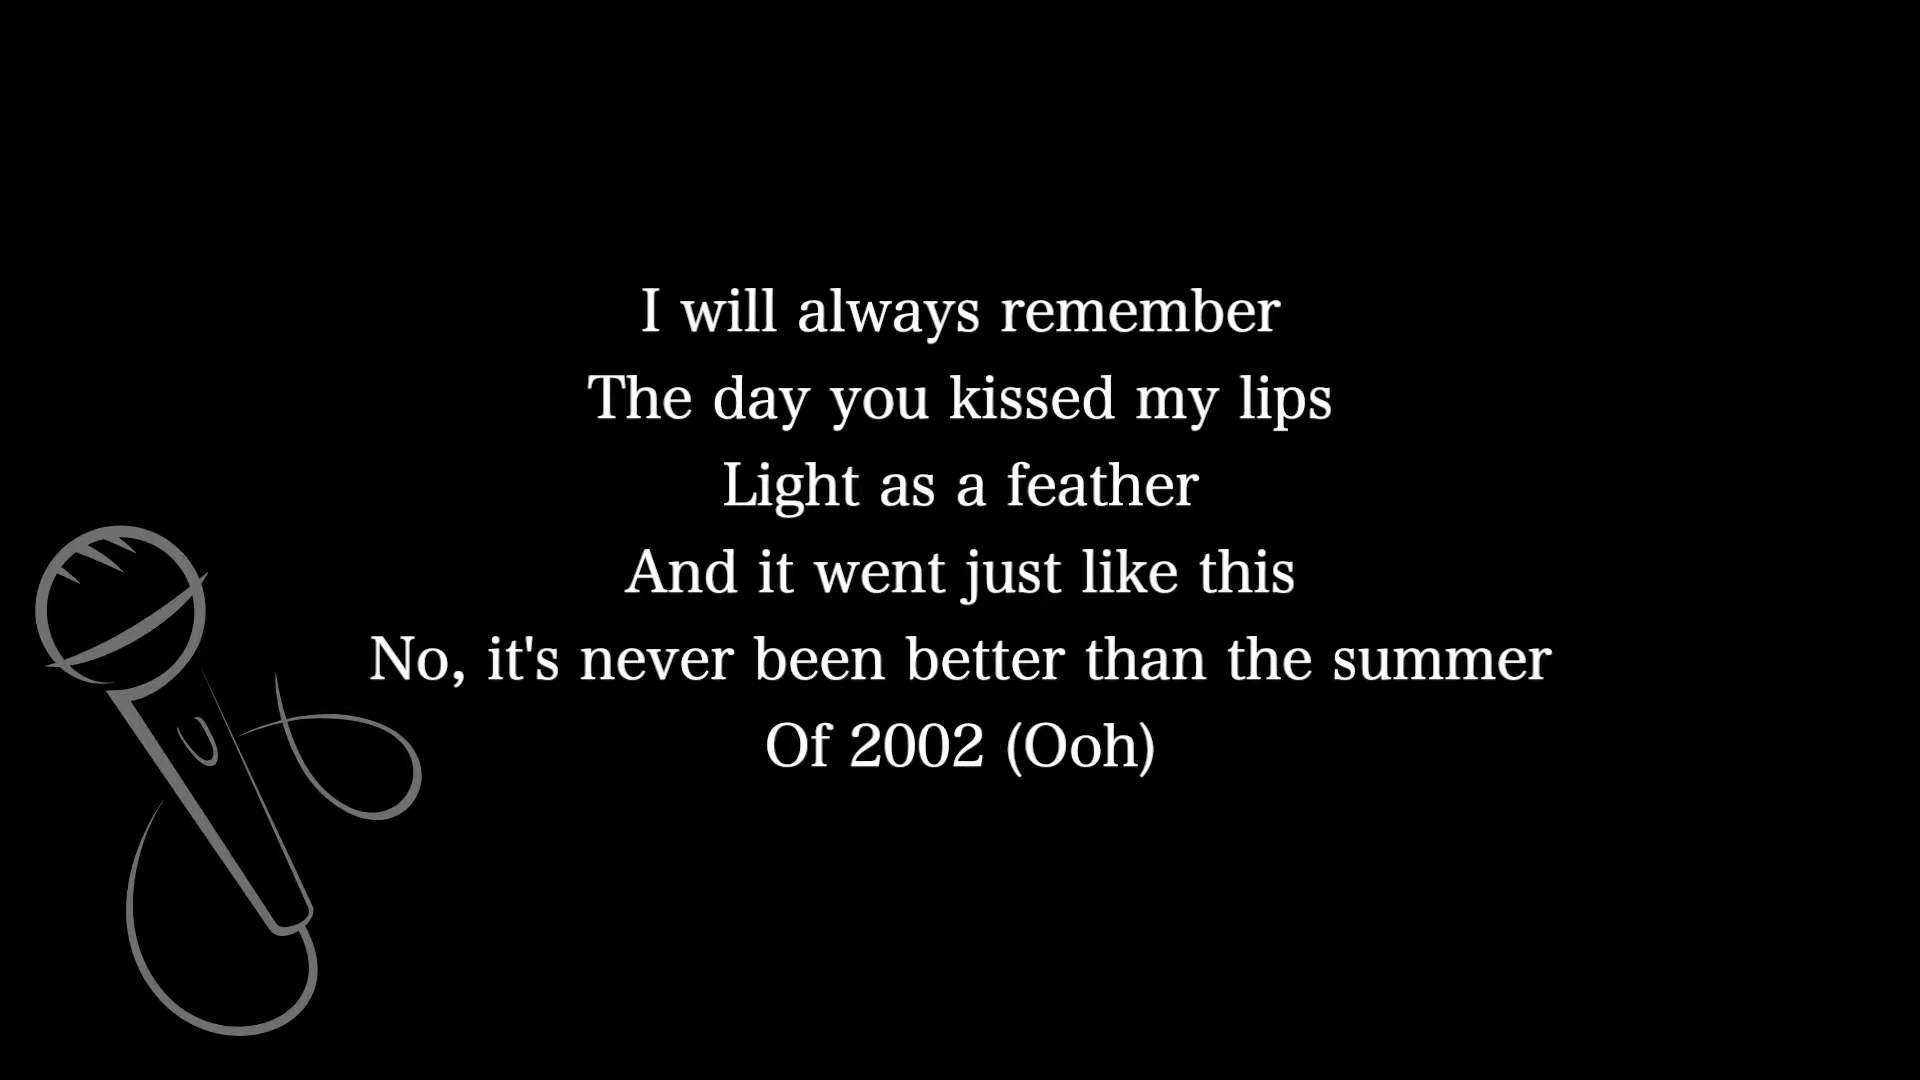 I will always remember
The day you kissed my lips
Light as a feather
And it went just like this
No, it's never been better than the summer
Of 2002 (Ooh)